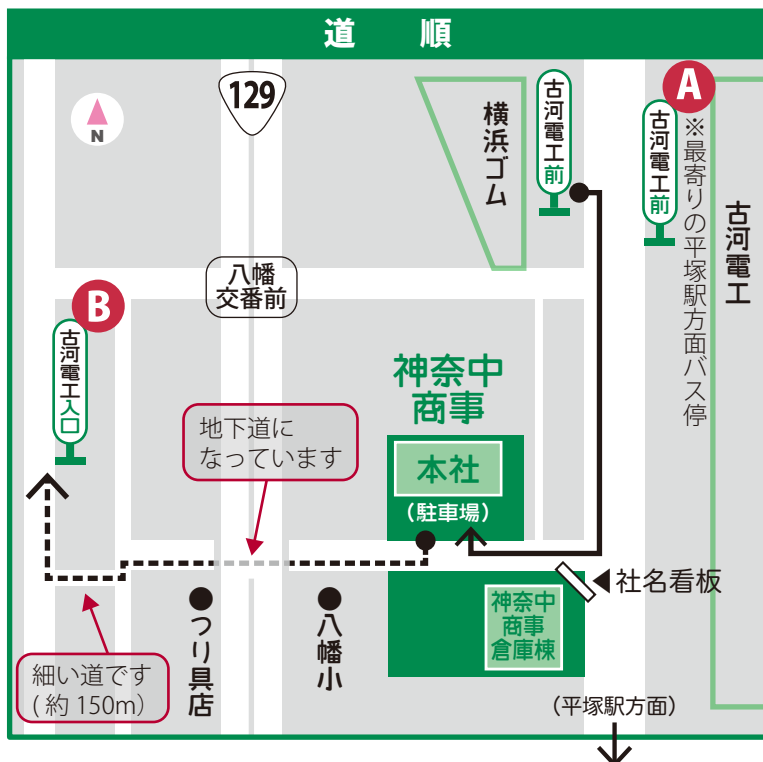 道　順
129
N
横浜ゴム
古河電工前
A
古河電工前
※最寄りの平塚駅方面バス停
古河電工
八幡
交番前
B
古河電工入口
神奈中
商事
本社
(駐車場)
地下道に
なっています
社名看板
神奈中
商事
倉庫棟
つり具店
八幡小
細い道です
(約150m)
(平塚駅方面)